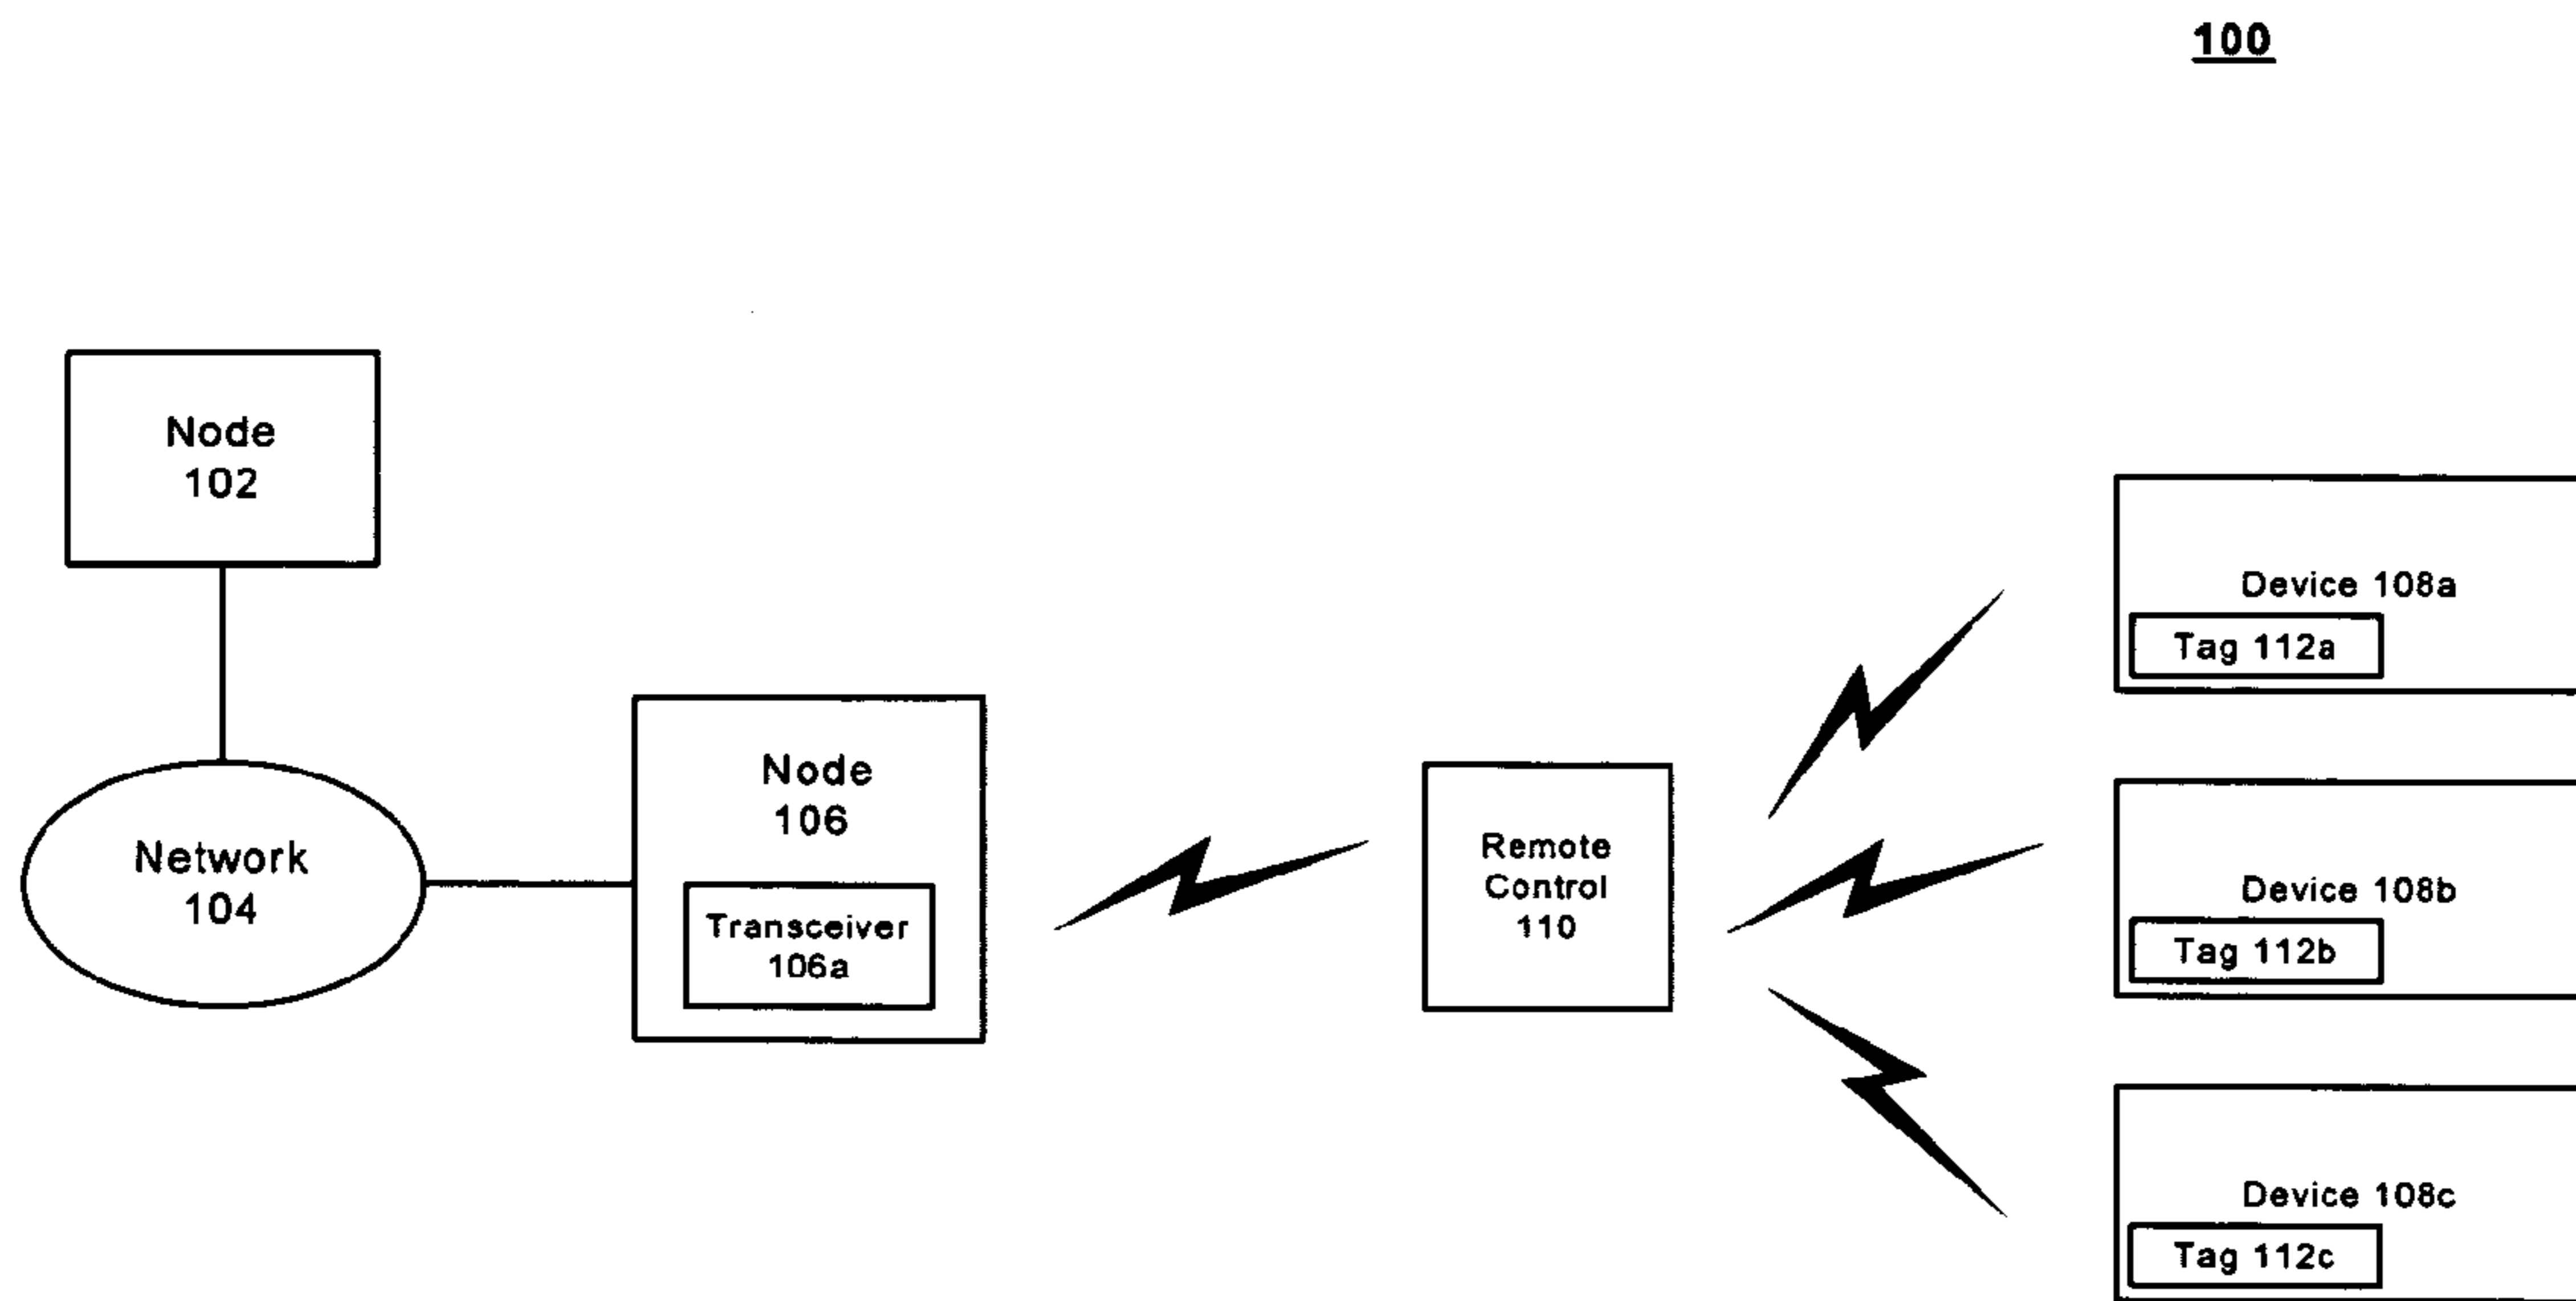 100
Node
102
Network
104
Node
106
Transceiver
106a
Remote
Control
110
Device 108a
Tag 112a
Device 108b
Tag 112b
Device 108c
Tag 112c